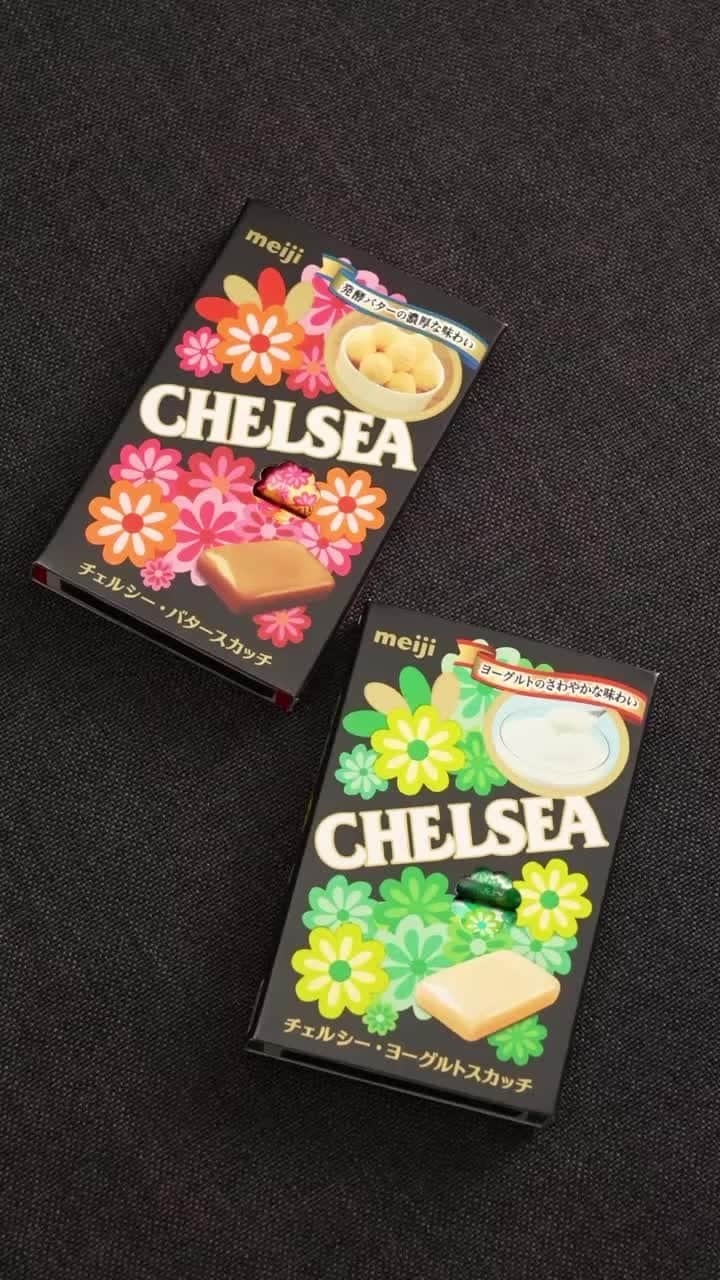 meiji
発酵バターの濃厚な味わい
CHELSEA
チェルシー・バタースカッチ
meiji
ヨーグルトのさわやかな味わい
CHELSEA
チェルシー・ヨーグルトスカッチ